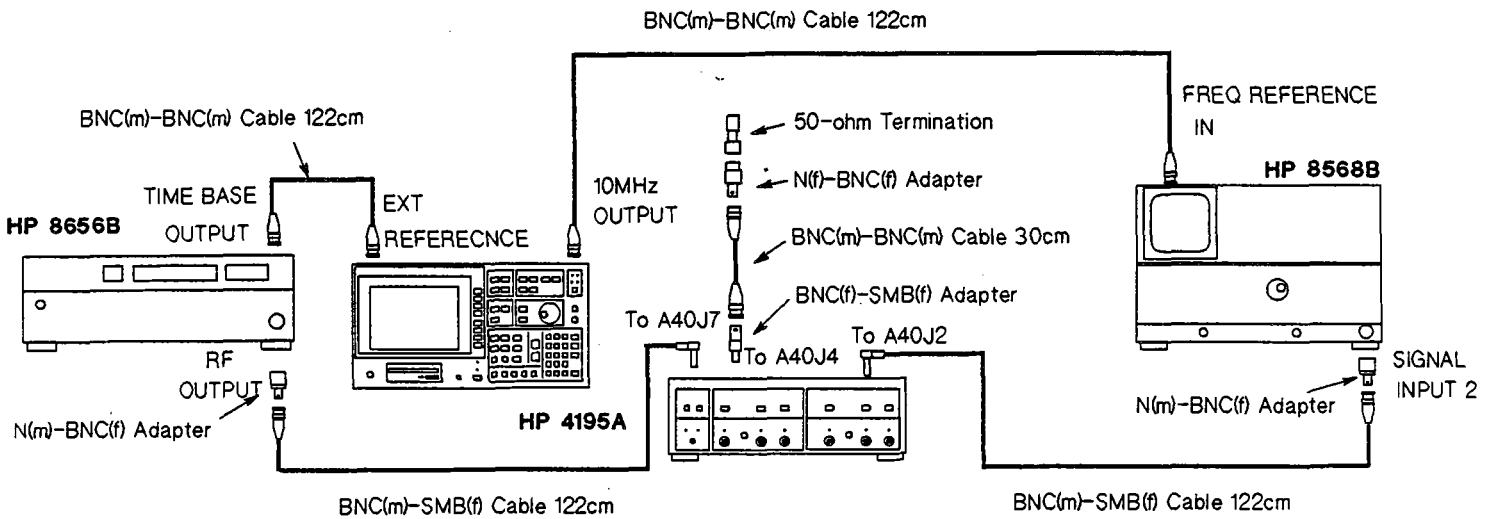 BNC(m)-BNC(m) Cable 122cm
BNC(m)-BNC(m) Cable 122cm
TIME BASE
OUTPUT
HP 8656B
EXT
REFERECNCE
10MHz
OUTPUT
50-ohm Termination
N(f)-BNC(f) Adapter
BNC(m)-BNC(m) Cable 30cm
BNC(f)-SMB(f) Adapter
FREQ REFERENCE
IN
HP 8568B
To A40J7
To A40J4
To A40J2
RF
OUTPUT
N(m)-BNC(f) Adapter
HP 4195A
SIGNAL
INPUT 2
N(m)-BNC(f) Adapter
BNC(m)-SMB(f) Cable 122cm
BNC(m)-SMB(f) Cable 122cm